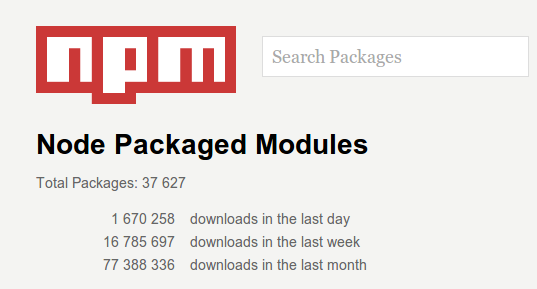 npm
Search Packages
Node Packaged Modules
Total Packages: 37 627
1 670 258 downloads in the last day
16 785 697 downloads in the last week
77 388 336 downloads in the last month